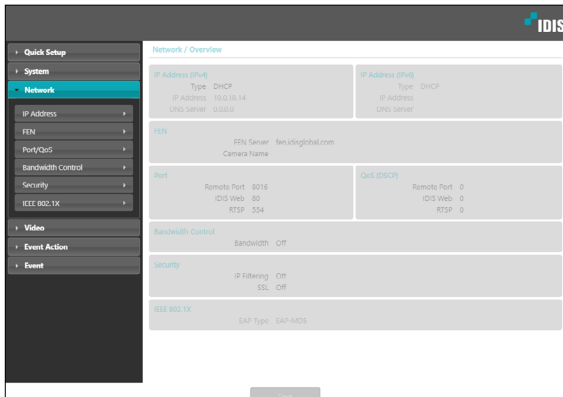 IDIS
Quick Setup
System
Network
IP Address
FEN
Port/QoS
Bandwidth Control
Security
IEEE 802.1X
Video
Event Action
Event
Network / Overview
IP Address (IPv4)
Type DHCP
IP Address 10.0.16.14
DNS Server 0.0.0.0
IP Address (IPv6)
Type DHCP
IP Address
DNS Server
FEN
FEN Server fen.idisglobal.com
Camera Name
Port
Remote Port 8016
IDIS Web 80
RTSP 554
QoS (DSCP)
Remote Port 0
IDIS Web 0
RTSP 0
Bandwidth Control
Bandwidth Off
Security
IP Filtering Off
SSL Off
IEEE 802.1X
EAP Type EAP-MD5
Save